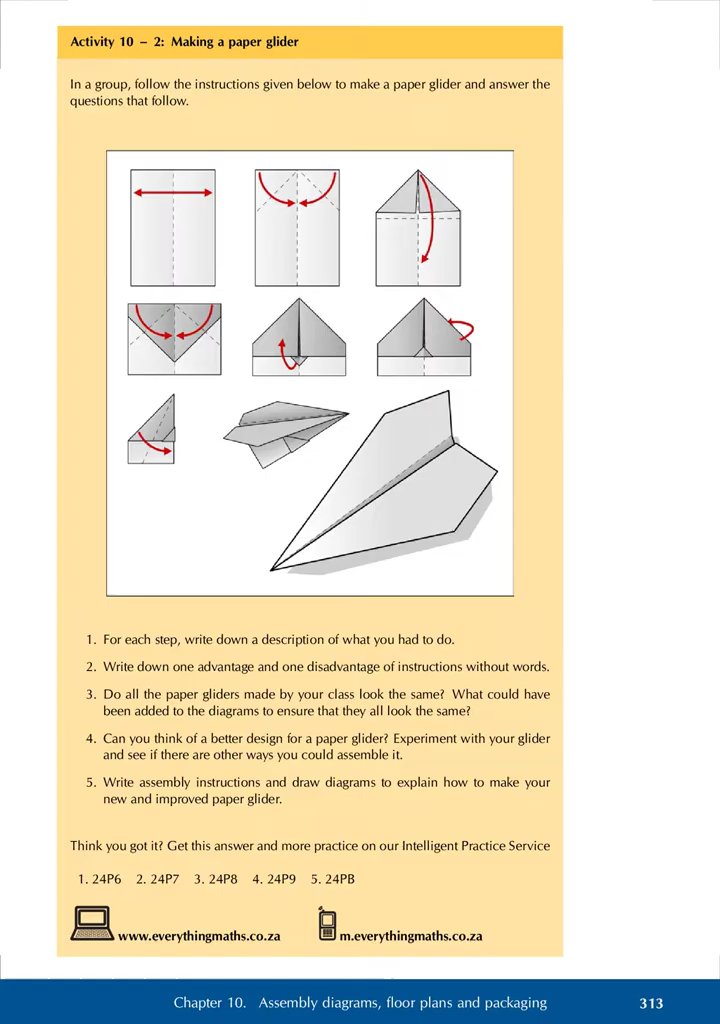 Activity 10 – 2: Making a paper glider
In a group, follow the instructions given below to make a paper glider and answer the
questions that follow.
1. For each step, write down a description of what you had to do.
2. Write down one advantage and one disadvantage of instructions without words.
3. Do all the paper gliders made by your class look the same? What could have
been added to the diagrams to ensure that they all look the same?
4. Can you think of a better design for a paper glider? Experiment with your glider
and see if there are other ways you could assemble it.
5. Write assembly instructions and draw diagrams to explain how to make your
new and improved paper glider.
Think you got it? Get this answer and more practice on our Intelligent Practice Service
1. 24P6 2. 24P7 3. 24P8 4. 24P9 5. 24PB
www.everythingmaths.co.za m.everythingmaths.co.za
Chapter 10. Assembly diagrams, floor plans and packaging 313